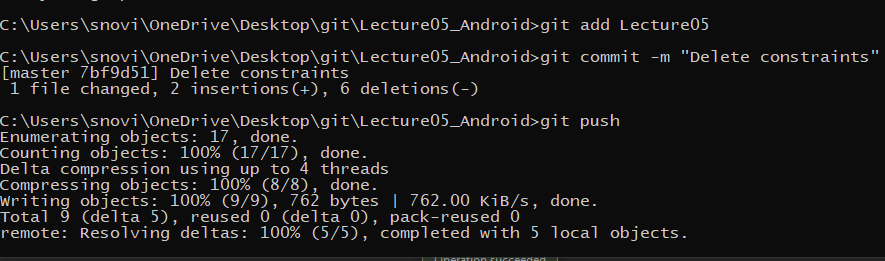 C:\Users\snovi\OneDrive\Desktop\git\Lecture05_Android>git add Lecture05
C:\Users\snovi\OneDrive\Desktop\git\Lecture05_Android>git commit -m "Delete constraints"
[master 7bf9d51] Delete constraints
 1 file changed, 2 insertions(+), 6 deletions(-)
C:\Users\snovi\OneDrive\Desktop\git\Lecture05_Android>git push
Enumerating objects: 17, done.
Counting objects: 100% (17/17), done.
Delta compression using up to 4 threads
Compressing objects: 100% (8/8), done.
Writing objects: 100% (9/9), 762 bytes | 762.00 KiB/s, done.
Total 9 (delta 5), reused 0 (delta 0), pack-reused 0
remote: Resolving deltas: 100% (5/5), completed with 5 local objects.
Operation succeeded